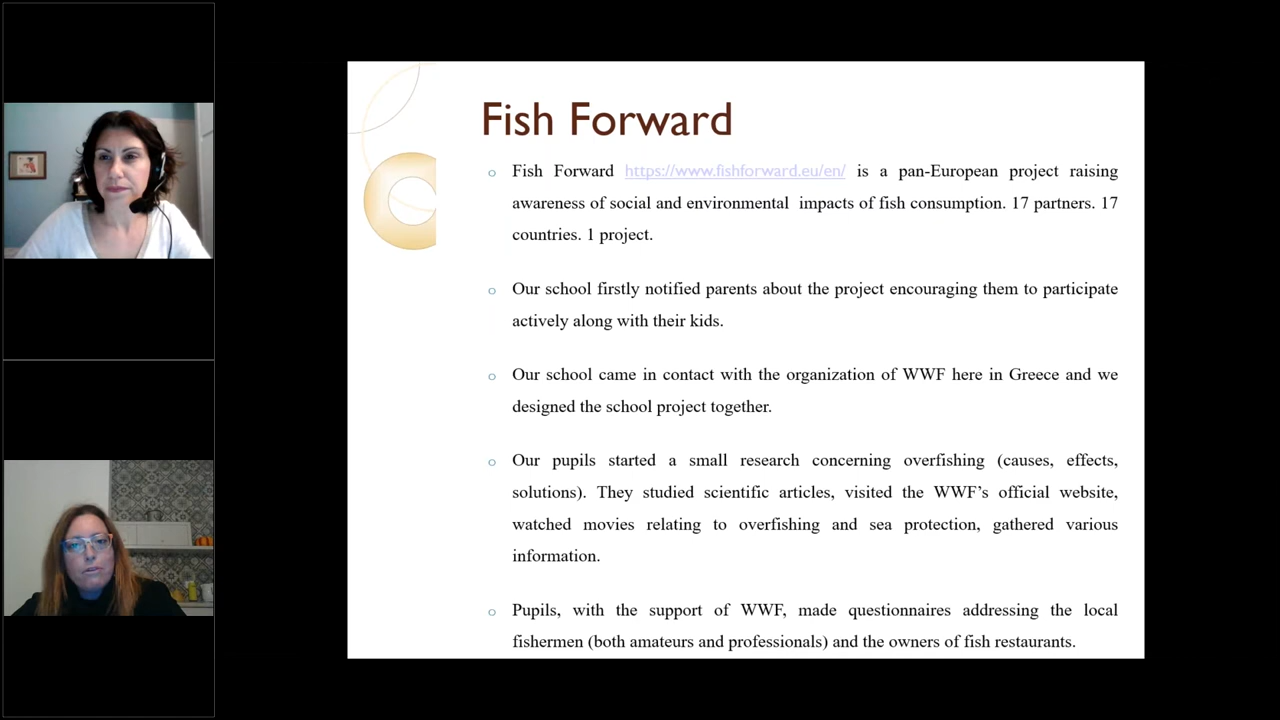 Fish Forward
o Fish Forward https://www.fishforward.eu/en/ is a pan-European project raising
awareness of social and environmental impacts of fish consumption. 17 partners. 17
countries. 1 project.
o Our school firstly notified parents about the project encouraging them to participate
actively along with their kids.
o Our school came in contact with the organization of WWF here in Greece and we
designed the school project together.
o Our pupils started a small research concerning overfishing (causes, effects,
solutions). They studied scientific articles, visited the WWF’s official website,
watched movies relating to overfishing and sea protection, gathered various
information.
o Pupils, with the support of WWF, made questionnaires addressing the local
fishermen (both amateurs and professionals) and the owners of fish restaurants.